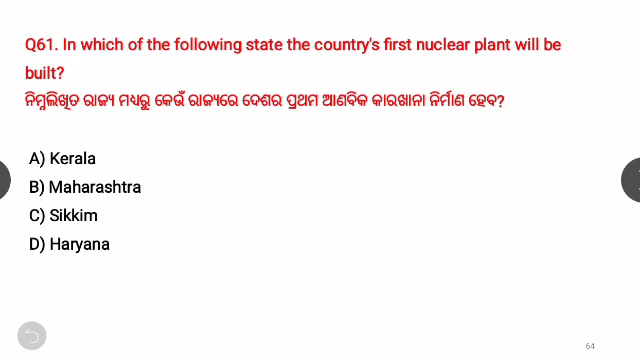 Q61. In which of the following state the country's first nuclear plant will be
built?
ନିମ୍ନଲିଖିତ ରାଜ୍ୟ ମଧ୍ୟରୁ କେଉଁ ରାଜ୍ୟରେ ଦେଶର ପ୍ରଥମ ଆଣବିକ କାରଖାନା ନିର୍ମାଣ ହେବ?
A) Kerala
B) Maharashtra
C) Sikkim
D) Haryana
64